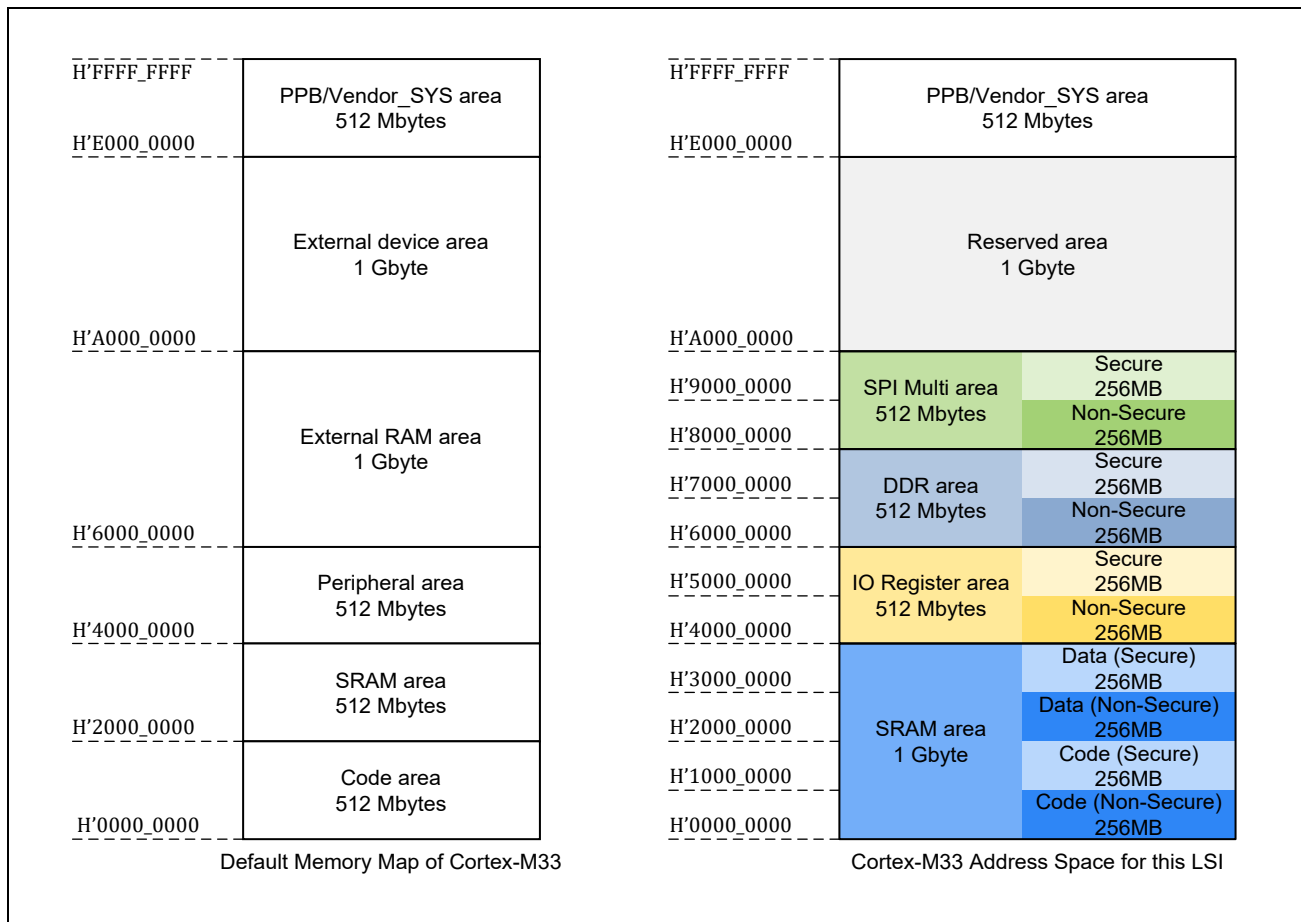 H'FFFF_FFFF
PPB/Vendor_SYS area
512 Mbytes
H'E000_0000
External device area
1 Gbyte
H'A000_0000
External RAM area
1 Gbyte
H'6000_0000
Peripheral area
512 Mbytes
H'4000_0000
SRAM area
512 Mbytes
H'2000_0000
Code area
512 Mbytes
H'0000_0000
Default Memory Map of Cortex-M33
H'FFFF_FFFF
PPB/Vendor_SYS area
512 Mbytes
H'E000_0000
Reserved area
1 Gbyte
H'A000_0000
SPI Multi area
512 Mbytes
Secure
256MB
H'9000_0000
Non-Secure
256MB
H'8000_0000
DDR area
512 Mbytes
Secure
256MB
H'7000_0000
Non-Secure
256MB
H'6000_0000
IO Register area
512 Mbytes
Secure
256MB
H'5000_0000
Non-Secure
256MB
H'4000_0000
SRAM area
1 Gbyte
Data (Secure)
256MB
H'3000_0000
Data (Non-Secure)
256MB
H'2000_0000
Code (Secure)
256MB
H'1000_0000
Code (Non-Secure)
256MB
H'0000_0000
Cortex-M33 Address Space for this LSI